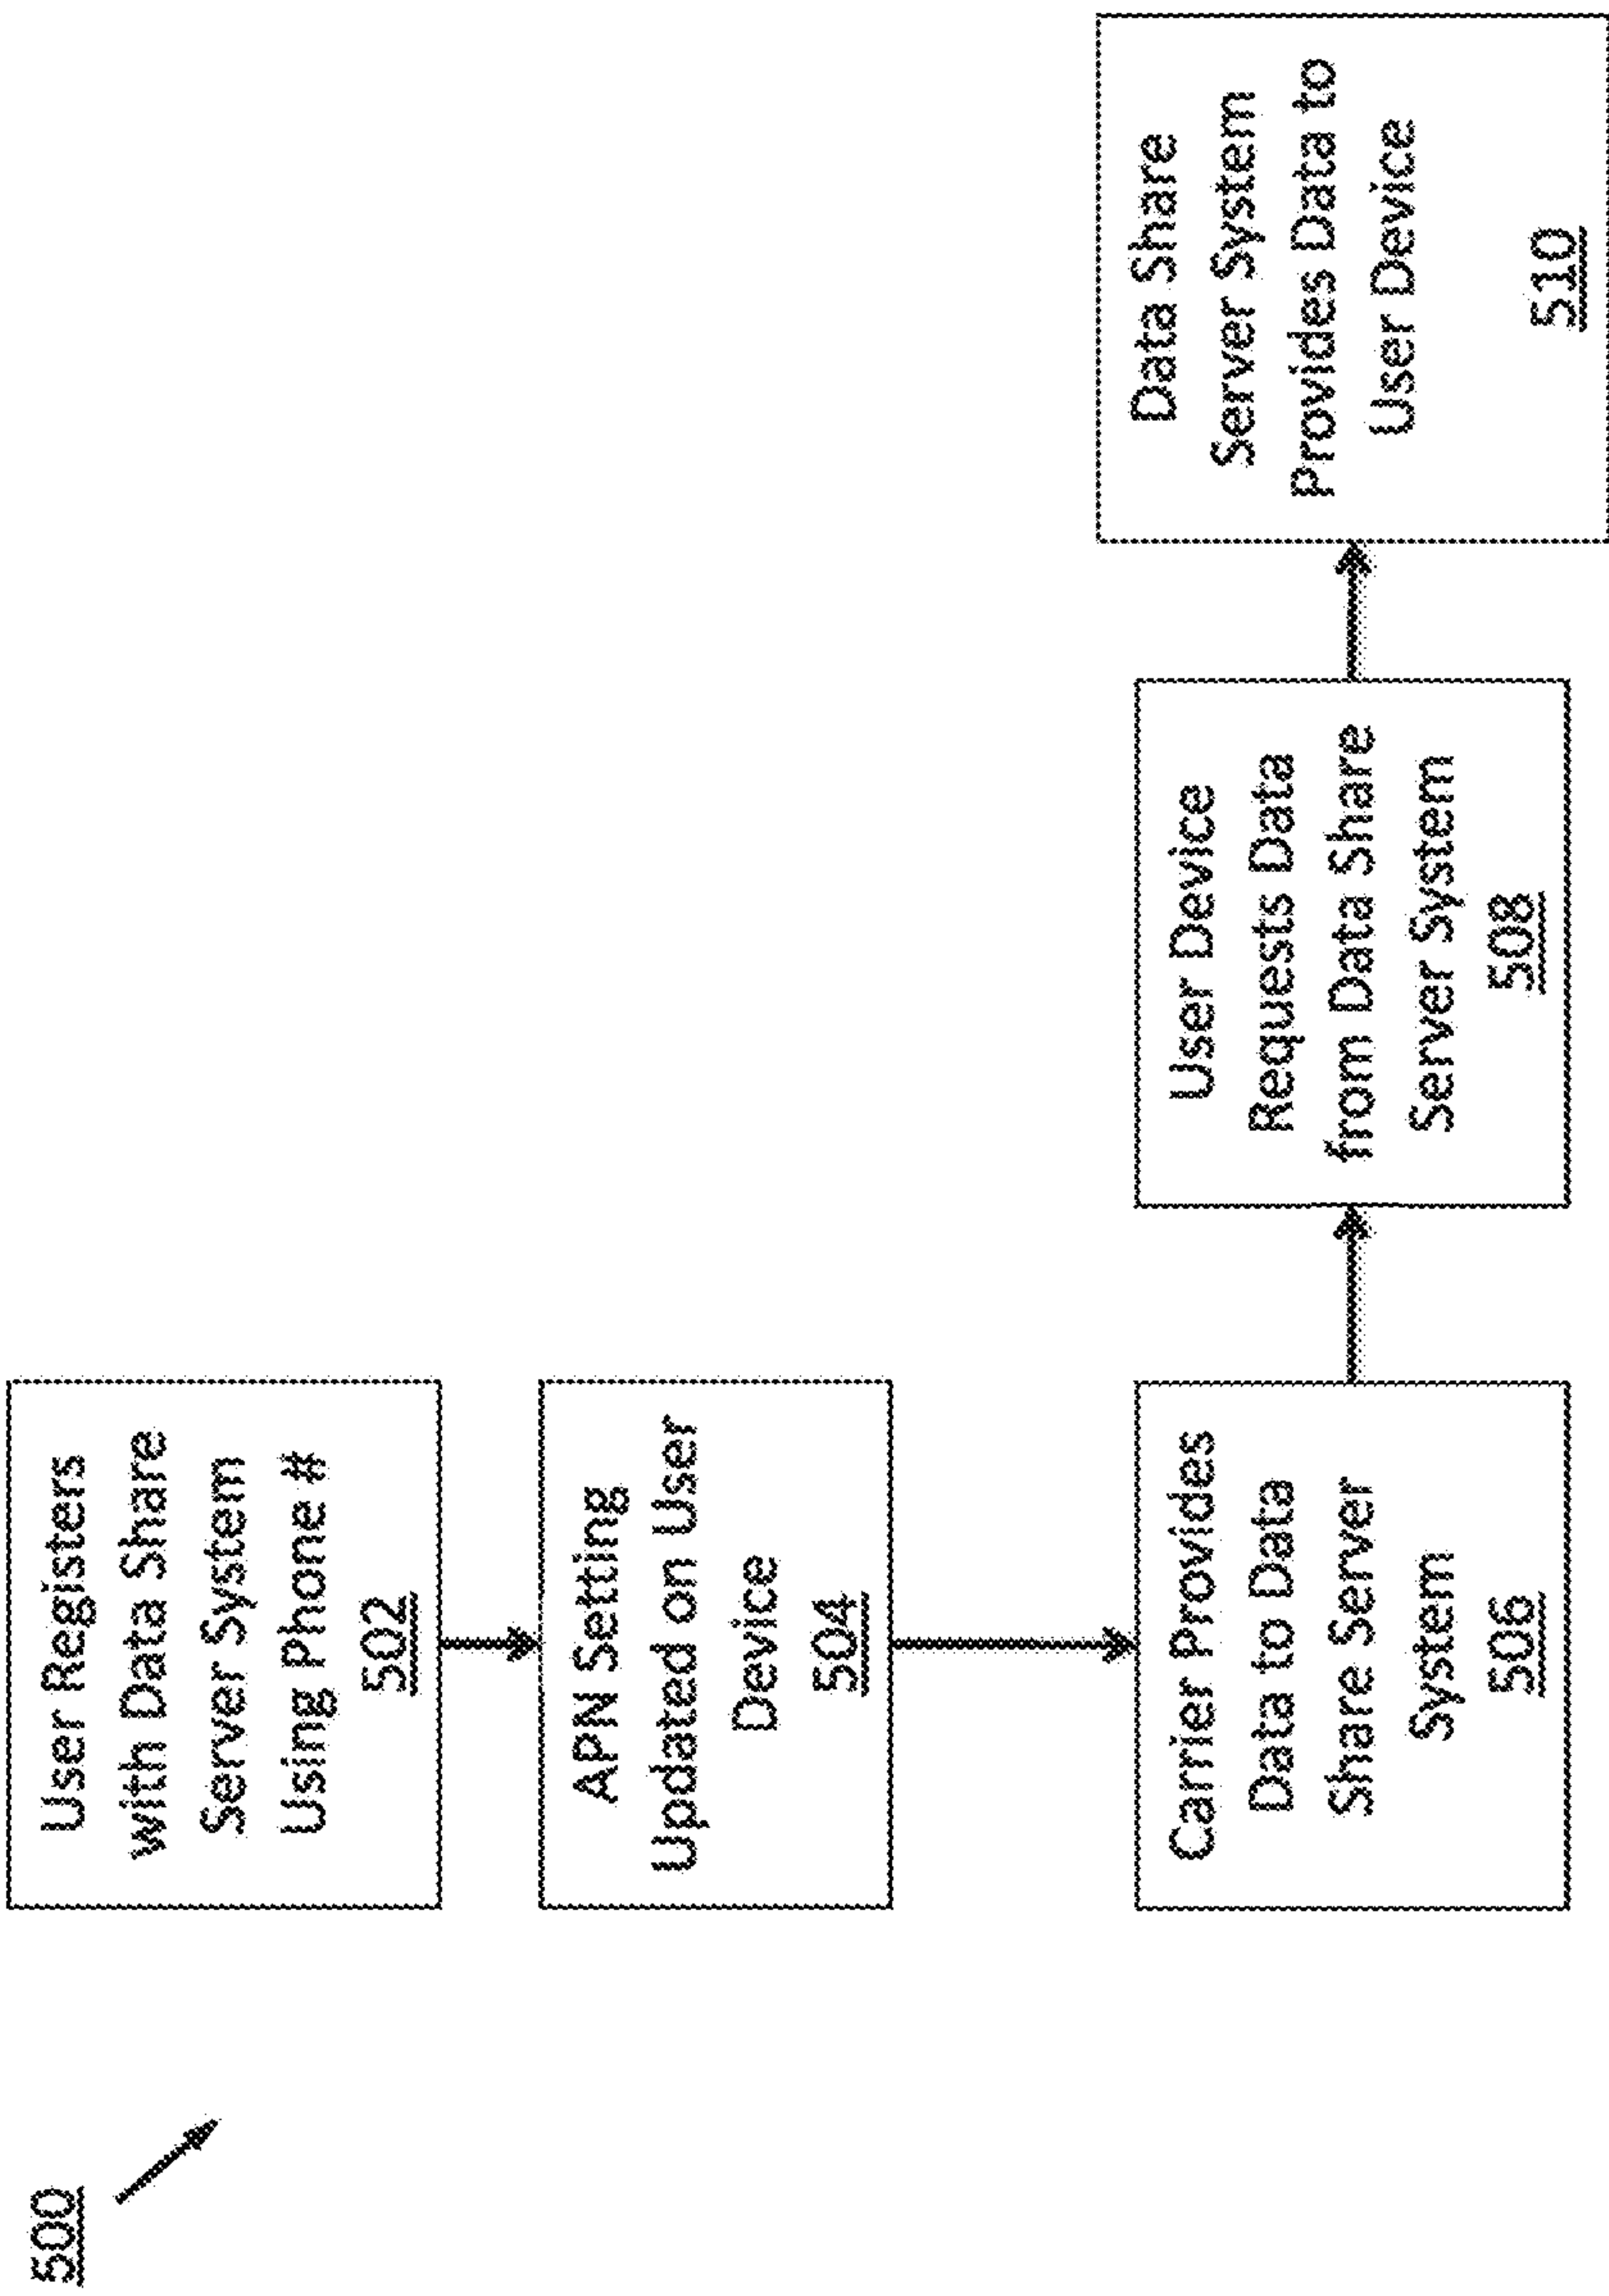 500
User Registers
with Data Share
Server System
Using Phone #
502
APN Setting
Updated on User
Device
504
Carrier Provides
Data to Data
Share Server
System
506
User Device
Requests Data
from Data Share
Server System
508
Data Share
Server System
Provides Data to
User Device
510